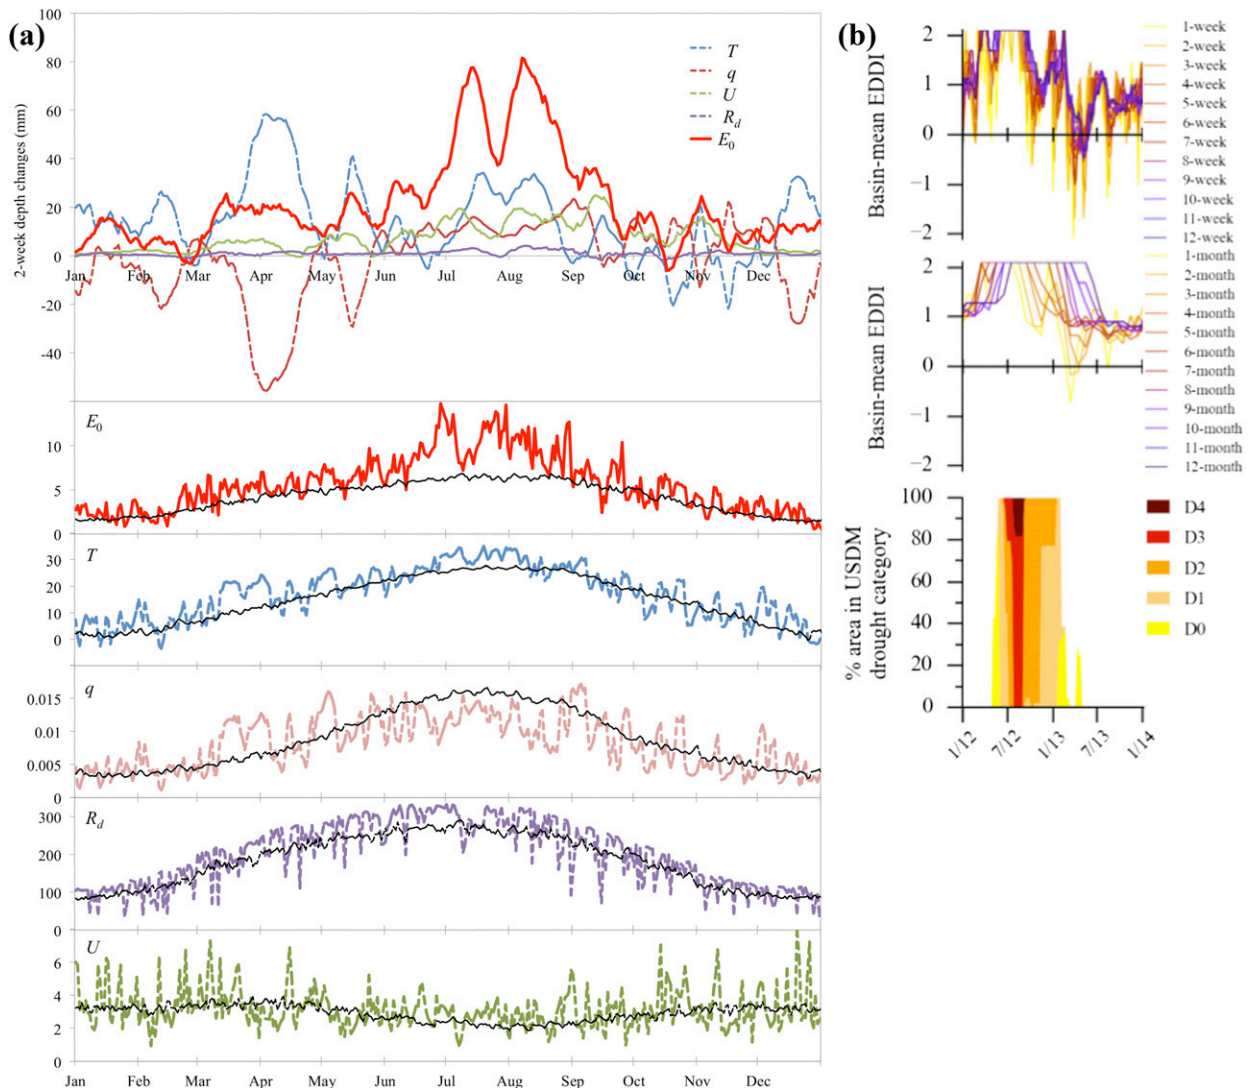 (a)
100
80
60
40
20
0
-20
-40
2-week depth changes (mm)
T
q
U
Rd
E0
Jan Feb Mar Apr May Jun Jul Aug Sep Oct Nov Dec
E0
10
5
0
T
30
20
10
0
q
0.015
0.01
0.005
0
Rd
300
200
100
0
U
6
4
2
0
Jan Feb Mar Apr May Jun Jul Aug Sep Oct Nov Dec
(b)
2
1
0
−1
−2
Basin-mean EDDI
2
1
0
−1
−2
Basin-mean EDDI
1-week
2-week
3-week
4-week
5-week
6-week
7-week
8-week
9-week
10-week
11-week
12-week
1-month
2-month
3-month
4-month
5-month
6-month
7-month
8-month
9-month
10-month
11-month
12-month
100
80
60
40
20
0
% area in USDM
drought category
1/12 7/12 1/13 7/13 1/14
D4
D3
D2
D1
D0